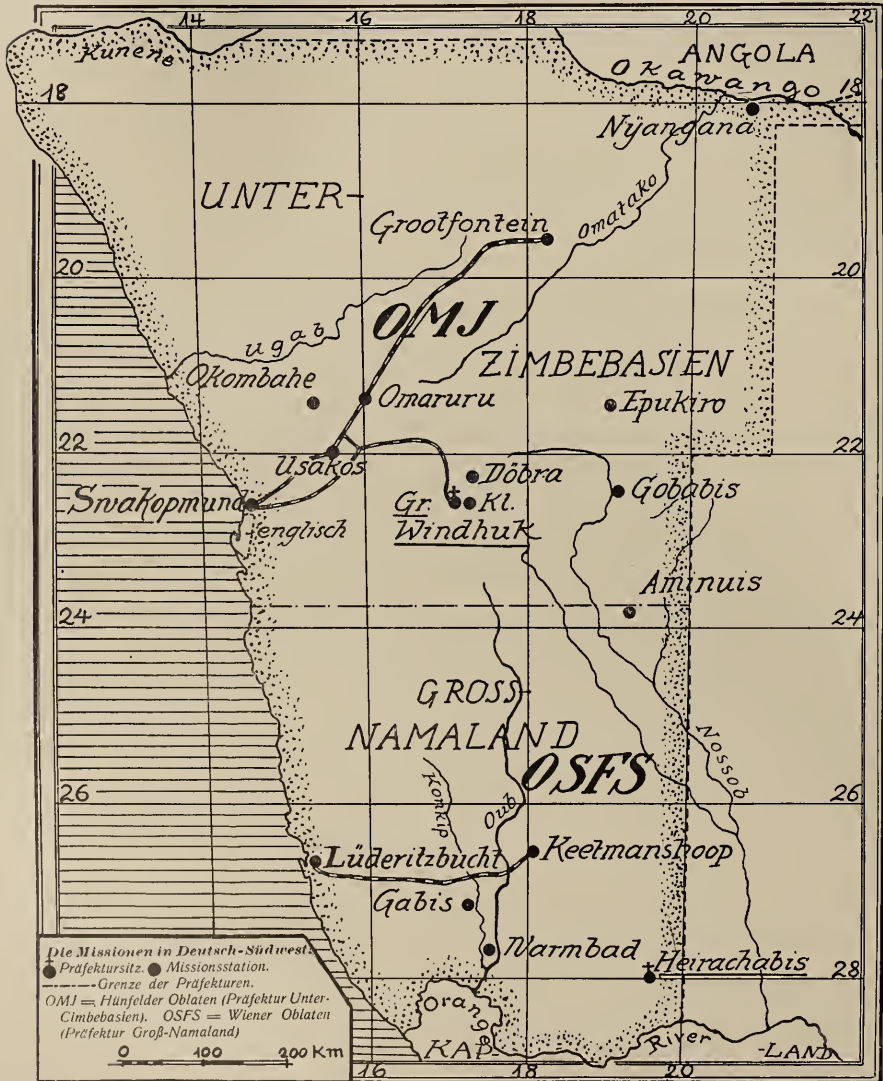 14 16 18 20 22
Kunene
ANGOLA
Okawango
18 18
Nyangana
UNTER-
Grootfontein
Omatako
20 20
OMJ
Ugab
ZIMBEBASIEN
Okombahe
Omaruru
Epukiro
22 22
Usakos
Döbra
Swakopmund
Gr. Kl.
Gobabis
englisch
Windhuk
Aminuis
24 24
GROSS-
NAMALAND
OSFS
Nossob
Konkip
26 26
Oub
Lüderitzbucht
Keetmanshoop
Gabis
Warmbad
Heirachabis
28
Die Missionen in Deutsch-Südwest.
Präfektursitz. Missionsstation.
Grenze der Präfekturen.
OMJ = Hünfelder Oblaten (Präfektur Unter-
Cimbebasien). OSFS = Wiener Oblaten
(Präfektur Groß-Namaland)
0 100 200 Km
Orange River
KAP- -LAND
16 18 20